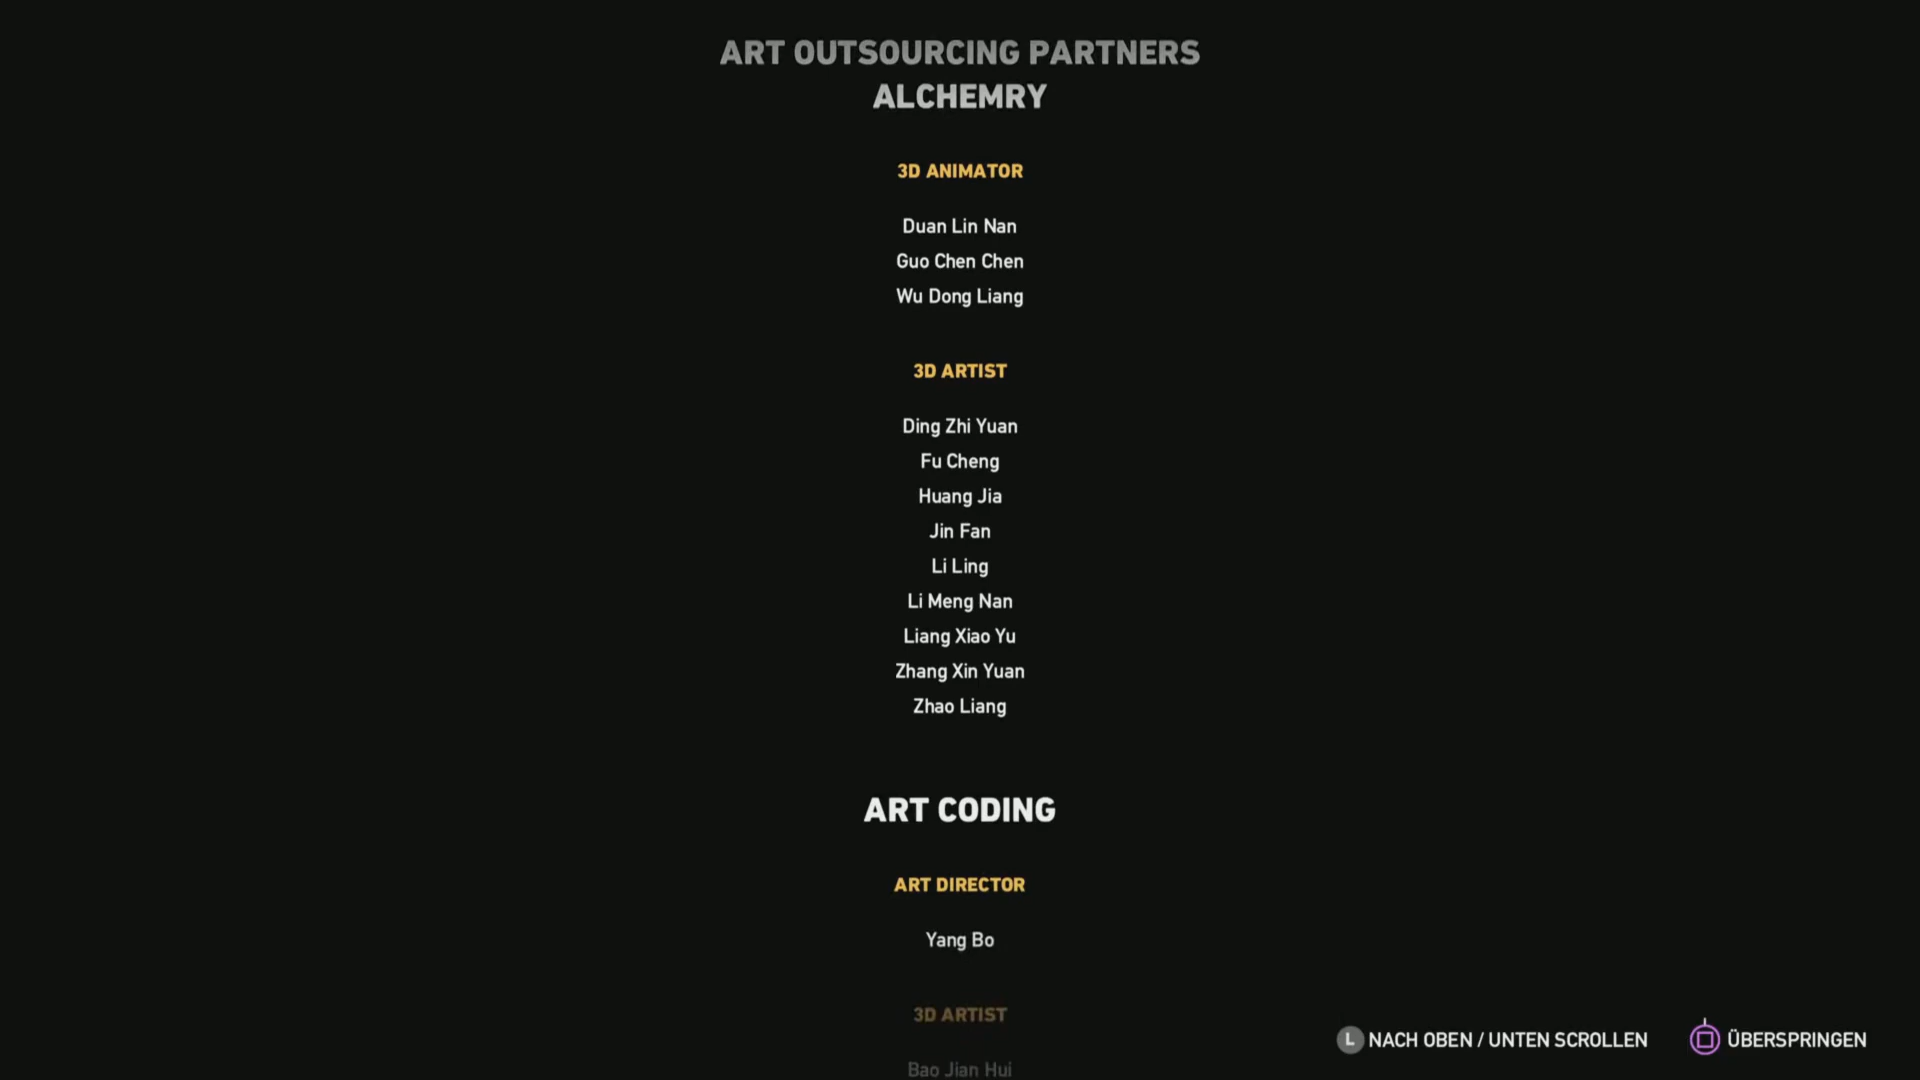 ART OUTSOURCING PARTNERS
ALCHEMRY
3D ANIMATOR
Duan Lin Nan
Guo Chen Chen
Wu Dong Liang
3D ARTIST
Ding Zhi Yuan
Fu Cheng
Huang Jia
Jin Fan
Li Ling
Li Meng Nan
Liang Xiao Yu
Zhang Xin Yuan
Zhao Liang
ART CODING
ART DIRECTOR
Yang Bo
3D ARTIST
Bao Jian Hui
L NACH OBEN / UNTEN SCROLLEN
ÜBERSPRINGEN